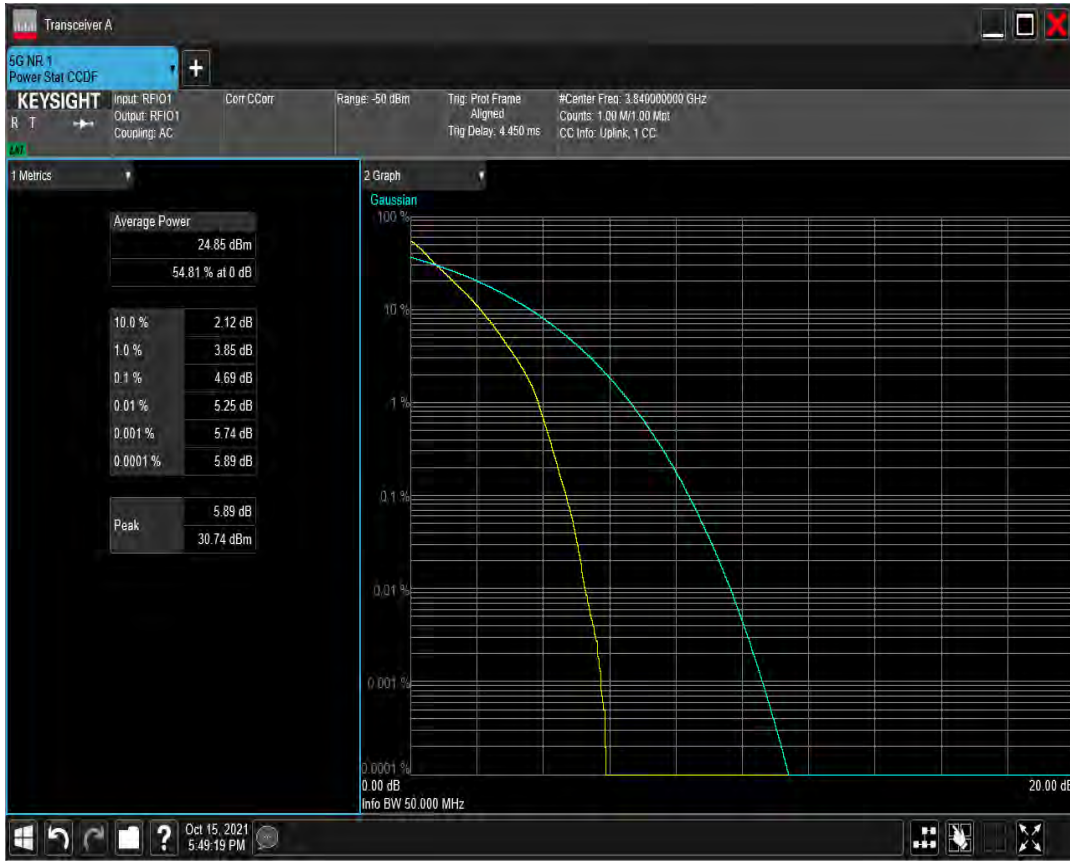 Transceiver A
5G NR 1
Power Stat CCDF
+
KEYSIGHT
R T
LXI
Input: RFIO1
Output: RFIO1
Coupling: AC
Corr CCorr
Range: -50 dBm
Trig: Prot Frame
Aligned
Trig Delay: 4.450 ms
#Center Freq: 3.840000000 GHz
Counts: 1.00 M/1.00 Mpt
CC Info: Uplink, 1 CC
1 Metrics
Average Power
24.85 dBm
54.81 % at 0 dB
10.0 % 2.12 dB
1.0 % 3.85 dB
0.1 % 4.69 dB
0.01 % 5.25 dB
0.001 % 5.74 dB
0.0001 % 5.89 dB
Peak
5.89 dB
30.74 dBm
2 Graph
Gaussian
100 %
10 %
1 %
0.1 %
0.01 %
0.001 %
0.0001 %
0.00 dB
20.00 dB
Info BW 50.000 MHz
?
Oct 15, 2021
5:49:19 PM